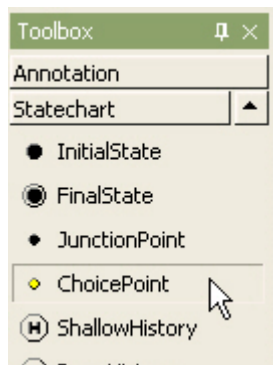 Toolbox
Annotation
Statechart
InitialState
FinalState
JunctionPoint
ChoicePoint
H ShallowHistory